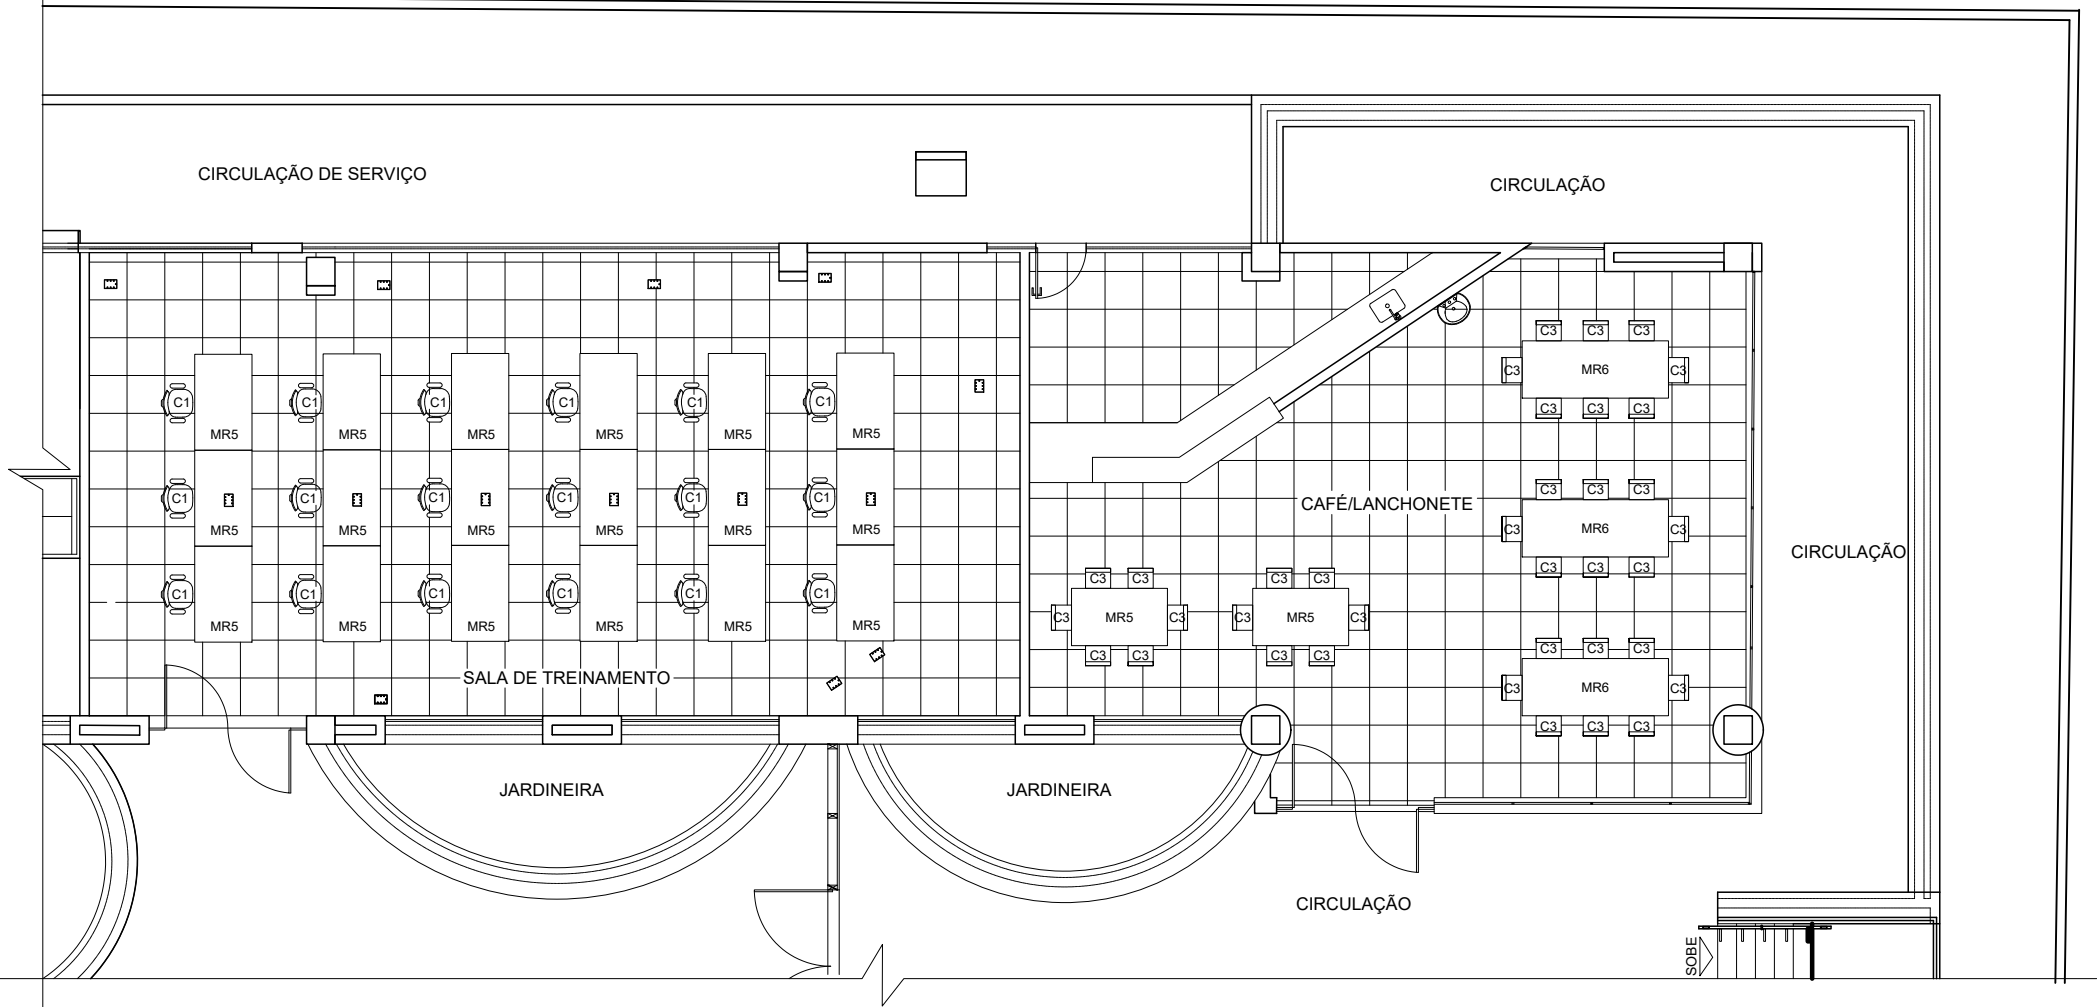 CIRCULAÇÃO DE SERVIÇO
CIRCULAÇÃO
C3 C3 C3
C3 MR6 C3
C3 C3 C3
C1 C1 C1 C1 C1 C1
MR5 MR5 MR5 MR5 MR5 MR5
C3 C3 C3
C1 C1 C1 C1 C1 C1
CAFÉ/LANCHONETE
MR5 MR5 MR5 MR5 MR5 MR5
C3 MR6 C3
CIRCULAÇÃO
C3 C3 C3
C3 C3 C3 C3
C1 C1 C1 C1 C1 C1
C3 MR5 C3 C3 MR5 C3
MR5 MR5 MR5 MR5 MR5 MR5
C3 C3 C3 C3
C3 C3 C3
SALA DE TREINAMENTO
C3 MR6 C3
C3 C3 C3
JARDINEIRA
JARDINEIRA
CIRCULAÇÃO
SOBE